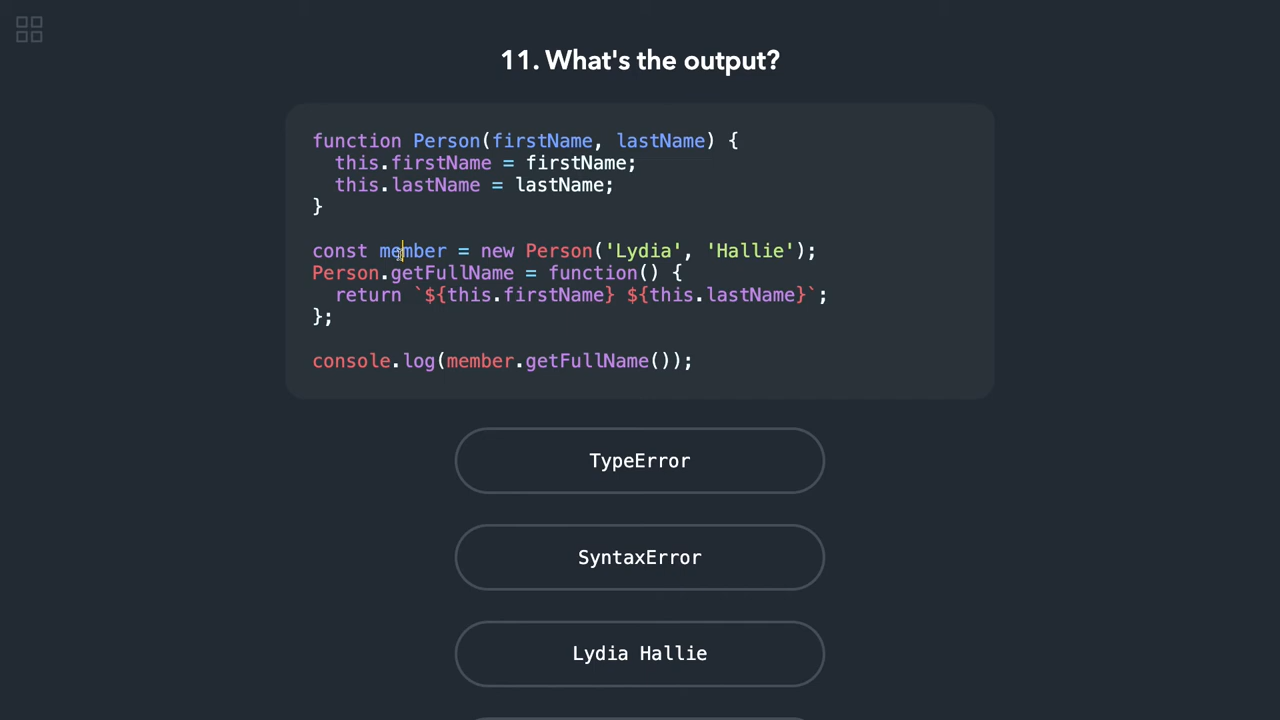 11. What's the output?
function Person(firstName, lastName) {
  this.firstName = firstName;
  this.lastName = lastName;
}
const member = new Person('Lydia', 'Hallie');
Person.getFullName = function() {
  return `${this.firstName} ${this.lastName}`;
};
console.log(member.getFullName());
TypeError
SyntaxError
Lydia Hallie